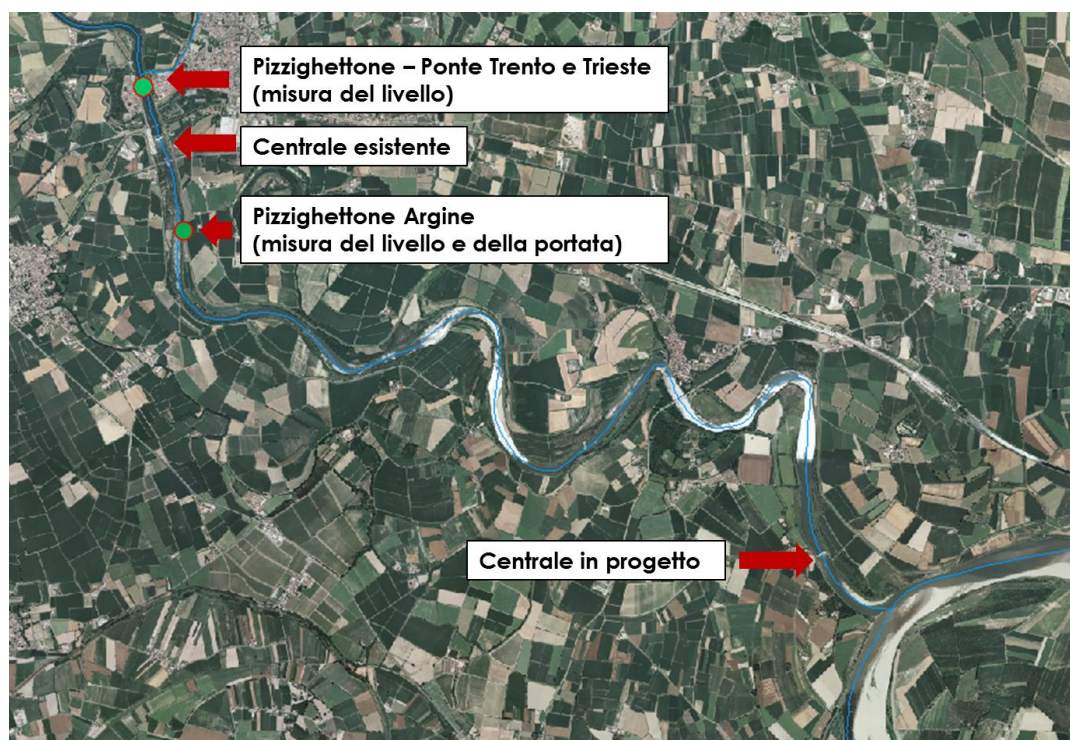 Pizzighettone – Ponte Trento e Trieste
(misura del livello)
Centrale esistente
Pizzighettone Argine
(misura del livello e della portata)
Centrale in progetto